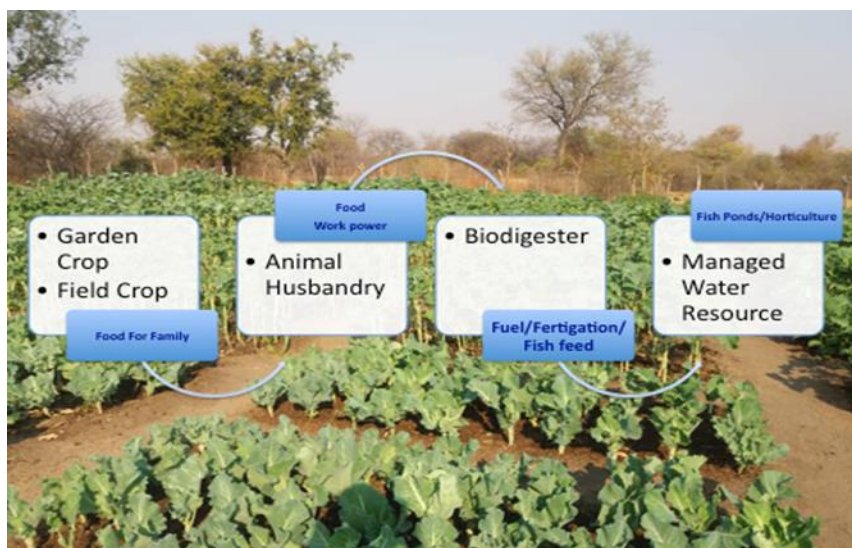 • Garden
Crop
• Field Crop
Food For Family
Food
Work power
• Animal
Husbandry
• Biodigester
Fuel/Fertigation/
Fish feed
Fish Ponds/Horticulture
• Managed
Water
Resource